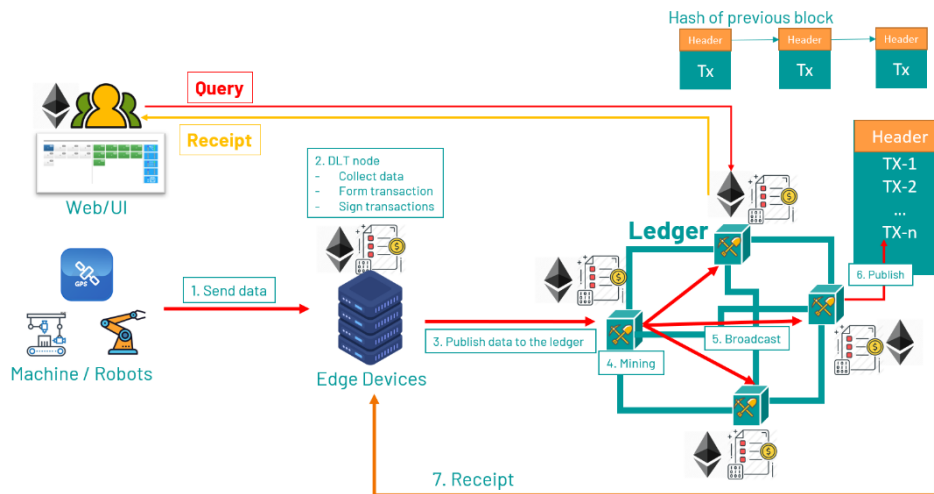 Hash of previous block
Header
Header
Header
Tx
Tx
Tx
Query
Receipt
Web/UI
2. DLT node
- Collect data
- Form transaction
- Sign transactions
Header
TX-1
TX-2
...
TX-n
Ledger
GPS
1. Send data
6. Publish
3. Publish data to the ledger
5. Broadcast
4. Mining
Machine / Robots
Edge Devices
7. Receipt